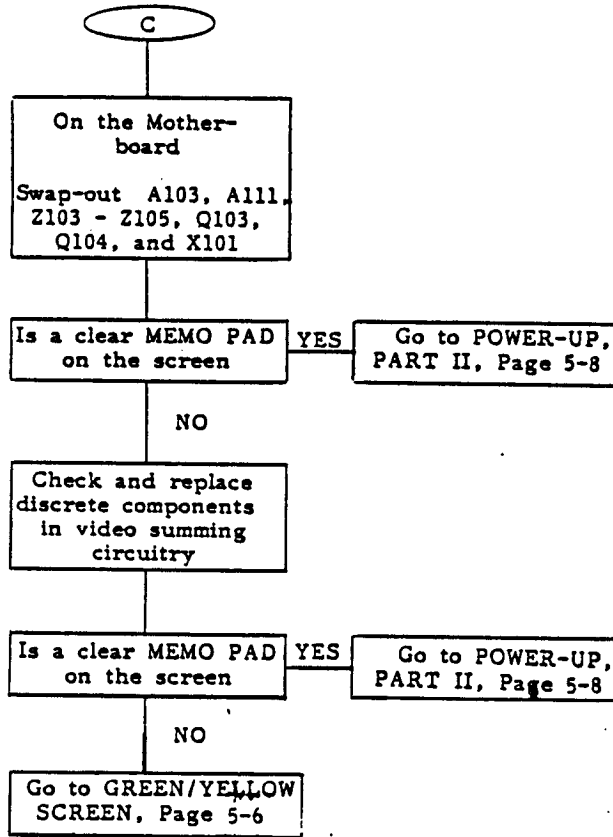 C
On the Mother-
board
Swap-out A103, A111,
Z103 - Z105, Q103,
Q104, and X101
Is a clear MEMO PAD
on the screen
YES
Go to POWER-UP,
PART II, Page 5-8
NO
Check and replace
discrete components
in video summing
circuitry
Is a clear MEMO PAD
on the screen
YES
Go to POWER-UP,
PART II, Page 5-8
NO
Go to GREEN/YELLOW
SCREEN, Page 5-6